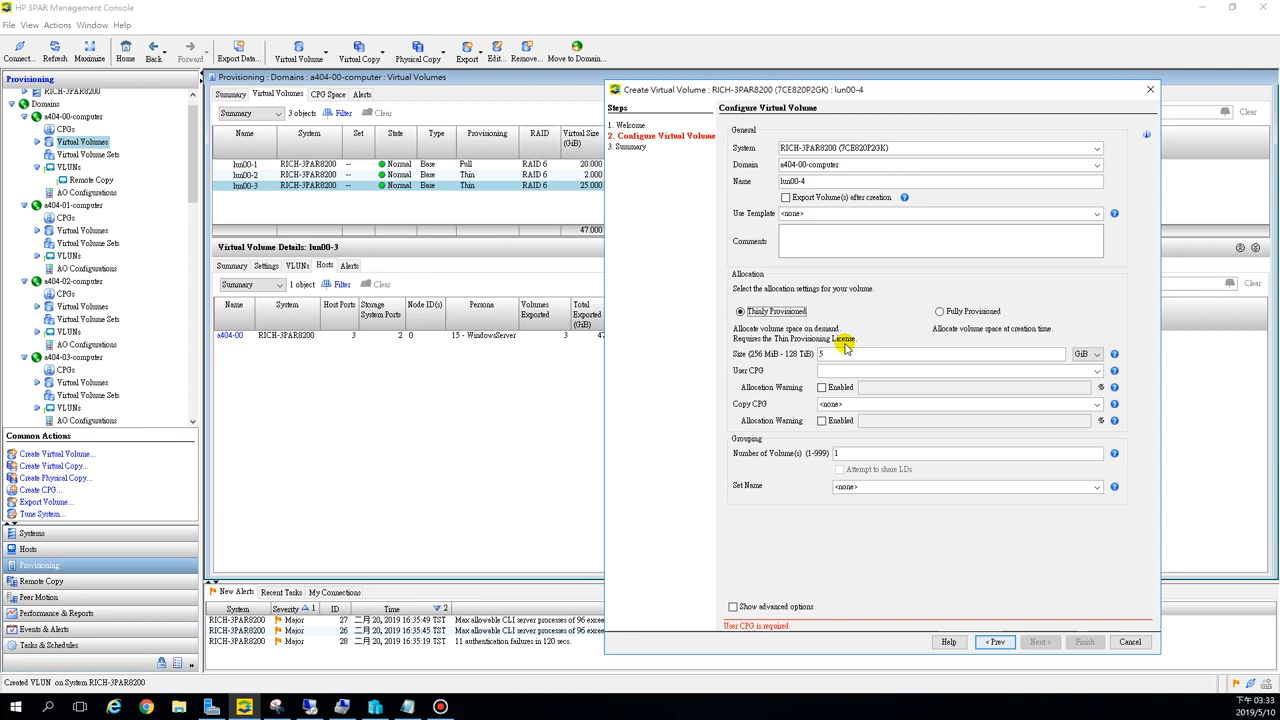 HP 3PAR Management Console
File View Actions Window Help
Connect... Refresh Maximize Home Back Forward Export Data... Virtual Volume Virtual Copy Physical Copy Export Edit... Remove... Move to Domain...
Provisioning
RICH-3PAR8200
Domains
a404-00-computer
CPGs
Virtual Volumes
Virtual Volume Sets
VLUNs
Remote Copy
AO Configurations
a404-01-computer
CPGs
Virtual Volumes
Virtual Volume Sets
VLUNs
AO Configurations
a404-02-computer
CPGs
Virtual Volumes
Virtual Volume Sets
VLUNs
AO Configurations
a404-03-computer
CPGs
Virtual Volumes
Virtual Volume Sets
VLUNs
AO Configurations
Common Actions
Create Virtual Volume...
Create Virtual Copy...
Create Physical Copy...
Create CPG...
Export Volume...
Tune System...
Systems
Hosts
Provisioning
Remote Copy
Peer Motion
Performance & Reports
Events & Alerts
Tasks & Schedules
Created VLUN on System RICH-3PAR8200
Provisioning : Domains : a404-00-computer : Virtual Volumes
Summary Virtual Volumes CPG Space Alerts
Summary 3 objects Filter Clear
Name System Set State Type Provisioning RAID Virtual Size (GiB)
lun00-1 RICH-3PAR8200 -- Normal Base Full RAID 6 20.000
lun00-2 RICH-3PAR8200 -- Normal Base Thin RAID 6 2.000
lun00-3 RICH-3PAR8200 -- Normal Base Thin RAID 6 25.000
47.000
Virtual Volume Details: lun00-3
Summary Settings VLUNs Hosts Alerts
Summary 1 object Filter Clear
Name System Host Ports Storage System Ports Node ID(s) Persona Volumes Exported Total Exported (GiB)
a404-00 RICH-3PAR8200 3 2 0 15 - WindowsServer 3 47
New Alerts Recent Tasks My Connections
System Severity 1 ID Time 2
RICH-3PAR8200 Major 27 二月 20, 2019 16:35:49 TST Max allowable CLI server processes of 96 excee
RICH-3PAR8200 Major 26 二月 20, 2019 16:35:45 TST Max allowable CLI server processes of 96 excee
RICH-3PAR8200 Major 28 二月 20, 2019 16:35:19 TST 11 authentication failures in 120 secs.
Clear
Clear
Create Virtual Volume : RICH-3PAR8200 (7CE820P2GK) : lun00-4
Steps
1. Welcome
2. Configure Virtual Volume
3. Summary
Configure Virtual Volume
General
System RICH-3PAR8200 (7CE820P2GK)
Domain a404-00-computer
Name lun00-4
Export Volume(s) after creation
Use Template <none>
Comments
Allocation
Select the allocation settings for your volume.
Thinly Provisioned Fully Provisioned
Allocate volume space on demand. Allocate volume space at creation time.
Requires the Thin Provisioning License.
Size (256 MiB - 128 TiB) 5 GiB
User CPG
Allocation Warning Enabled %
Copy CPG <none>
Allocation Warning Enabled %
Grouping
Number of Volume(s) (1-999) 1
Attempt to share LDs
Set Name <none>
Show advanced options
User CPG is required
Help < Prev Next > Finish Cancel
下午 03:33
2019/5/10